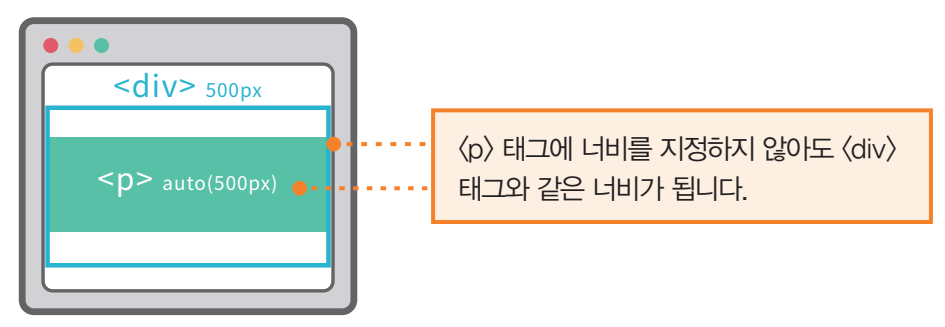 <div> 500px
<p> auto(500px)
〈p〉 태그에 너비를 지정하지 않아도 〈div〉
태그와 같은 너비가 됩니다.